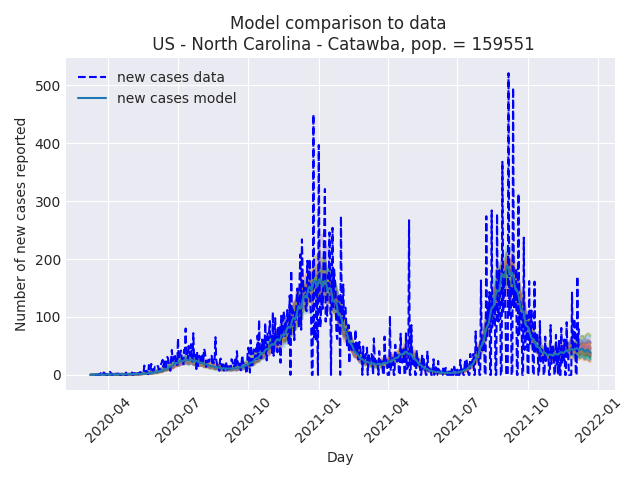 Model comparison to data
US - North Carolina - Catawba, pop. = 159551
new cases data
new cases model
Number of new cases reported
500
400
300
200
100
0
2020-04
2020-07
2020-10
2021-01
2021-04
2021-07
2021-10
2022-01
Day